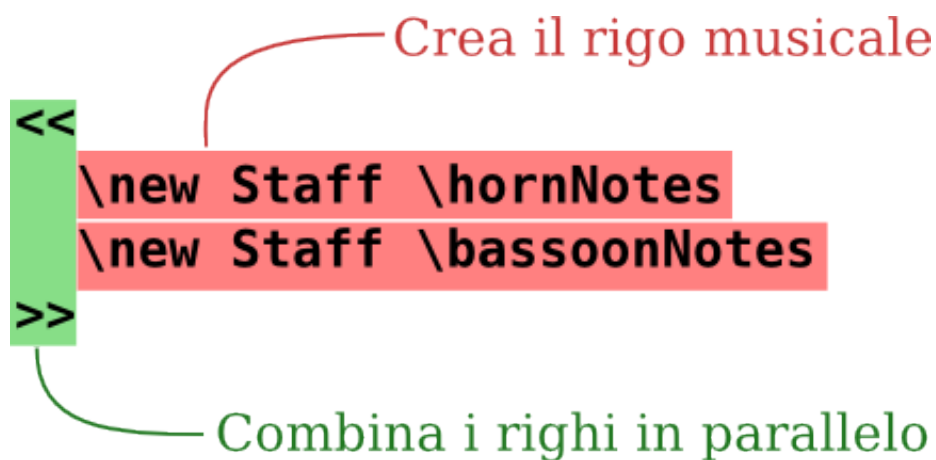 Crea il rigo musicale
<<
\new Staff \hornNotes
\new Staff \bassoonNotes
>>
Combina i righi in parallelo